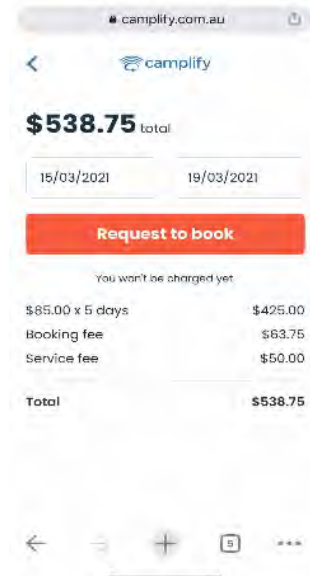 camplify.com.au
camplify
$538.75 total
15/03/2021 19/03/2021
Request to book
You won't be charged yet
$85.00 x 5 days $425.00
Booking fee $63.75
Service fee $50.00
Total $538.75
5